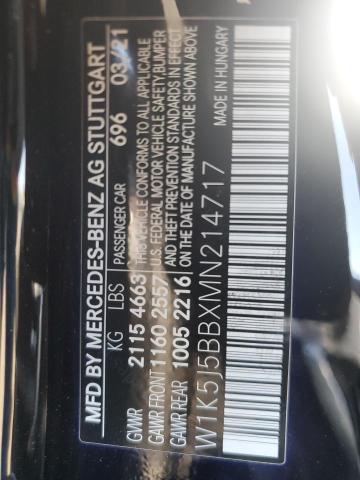 MFD BY MERCEDES-BENZ AG STUTTGART
KG LBS PASSENGER CAR 696 03/21
GVWR 2115 4663 THIS VEHICLE CONFORMS TO ALL APPLICABLE
GAWR FRONT 1160 2557 U.S. FEDERAL MOTOR VEHICLE SAFETY, BUMPER
AND THEFT PREVENTION STANDARDS IN EFFECT
GAWR REAR 1005 2216 ON THE DATE OF MANUFACTURE SHOWN ABOVE
W1K5J5BBXMN214717 MADE IN HUNGARY